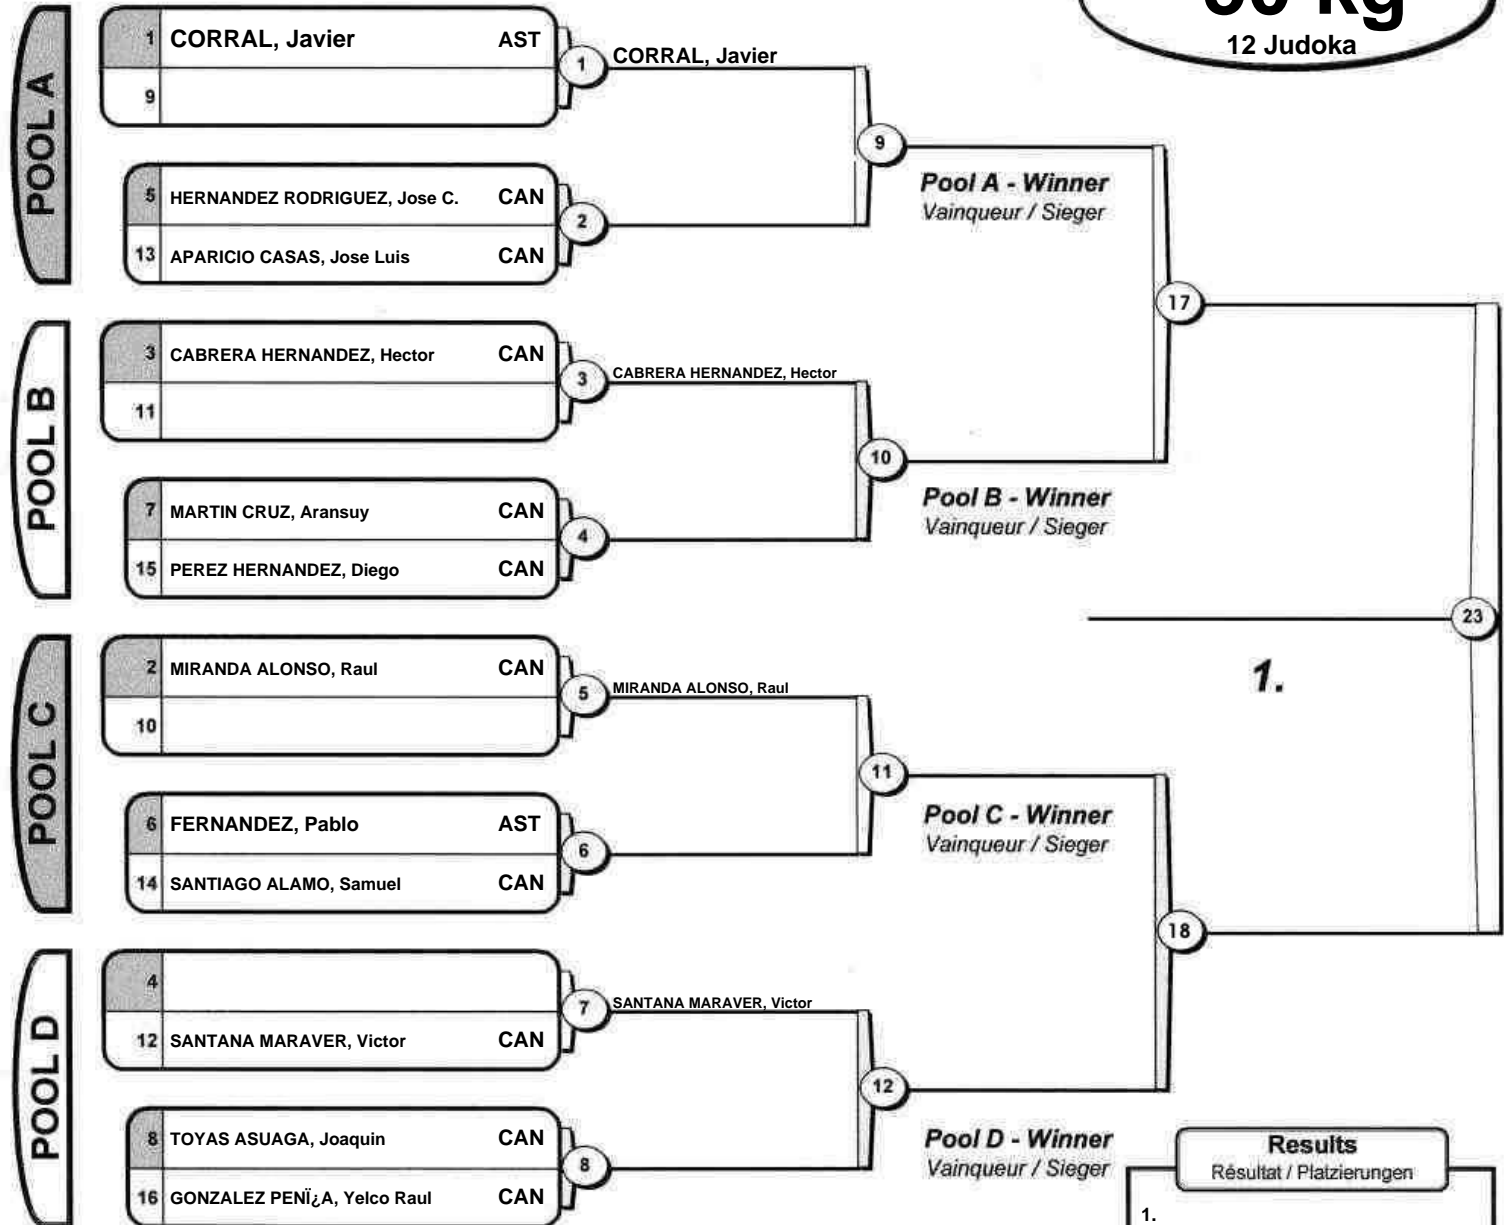 kg
12 Judoka
POOL A
1 CORRAL, Javier AST
9
1 CORRAL, Javier
5 HERNANDEZ RODRIGUEZ, Jose C. CAN
13 APARICIO CASAS, Jose Luis CAN
2
9
Pool A - Winner
Vainqueur / Sieger
17
POOL B
3 CABRERA HERNANDEZ, Hector CAN
11
3 CABRERA HERNANDEZ, Hector
7 MARTIN CRUZ, Aransuy CAN
15 PEREZ HERNANDEZ, Diego CAN
4
10
Pool B - Winner
Vainqueur / Sieger
23
1.
POOL C
2 MIRANDA ALONSO, Raul CAN
10
5 MIRANDA ALONSO, Raul
6 FERNANDEZ, Pablo AST
14 SANTIAGO ALAMO, Samuel CAN
6
11
Pool C - Winner
Vainqueur / Sieger
18
POOL D
4
12 SANTANA MARAVER, Victor CAN
7 SANTANA MARAVER, Victor
8 TOYAS ASUAGA, Joaquin CAN
16 GONZALEZ PENÏ¿A, Yelco Raul CAN
8
12
Pool D - Winner
Vainqueur / Sieger
Results
Résultat / Platzierungen
1.